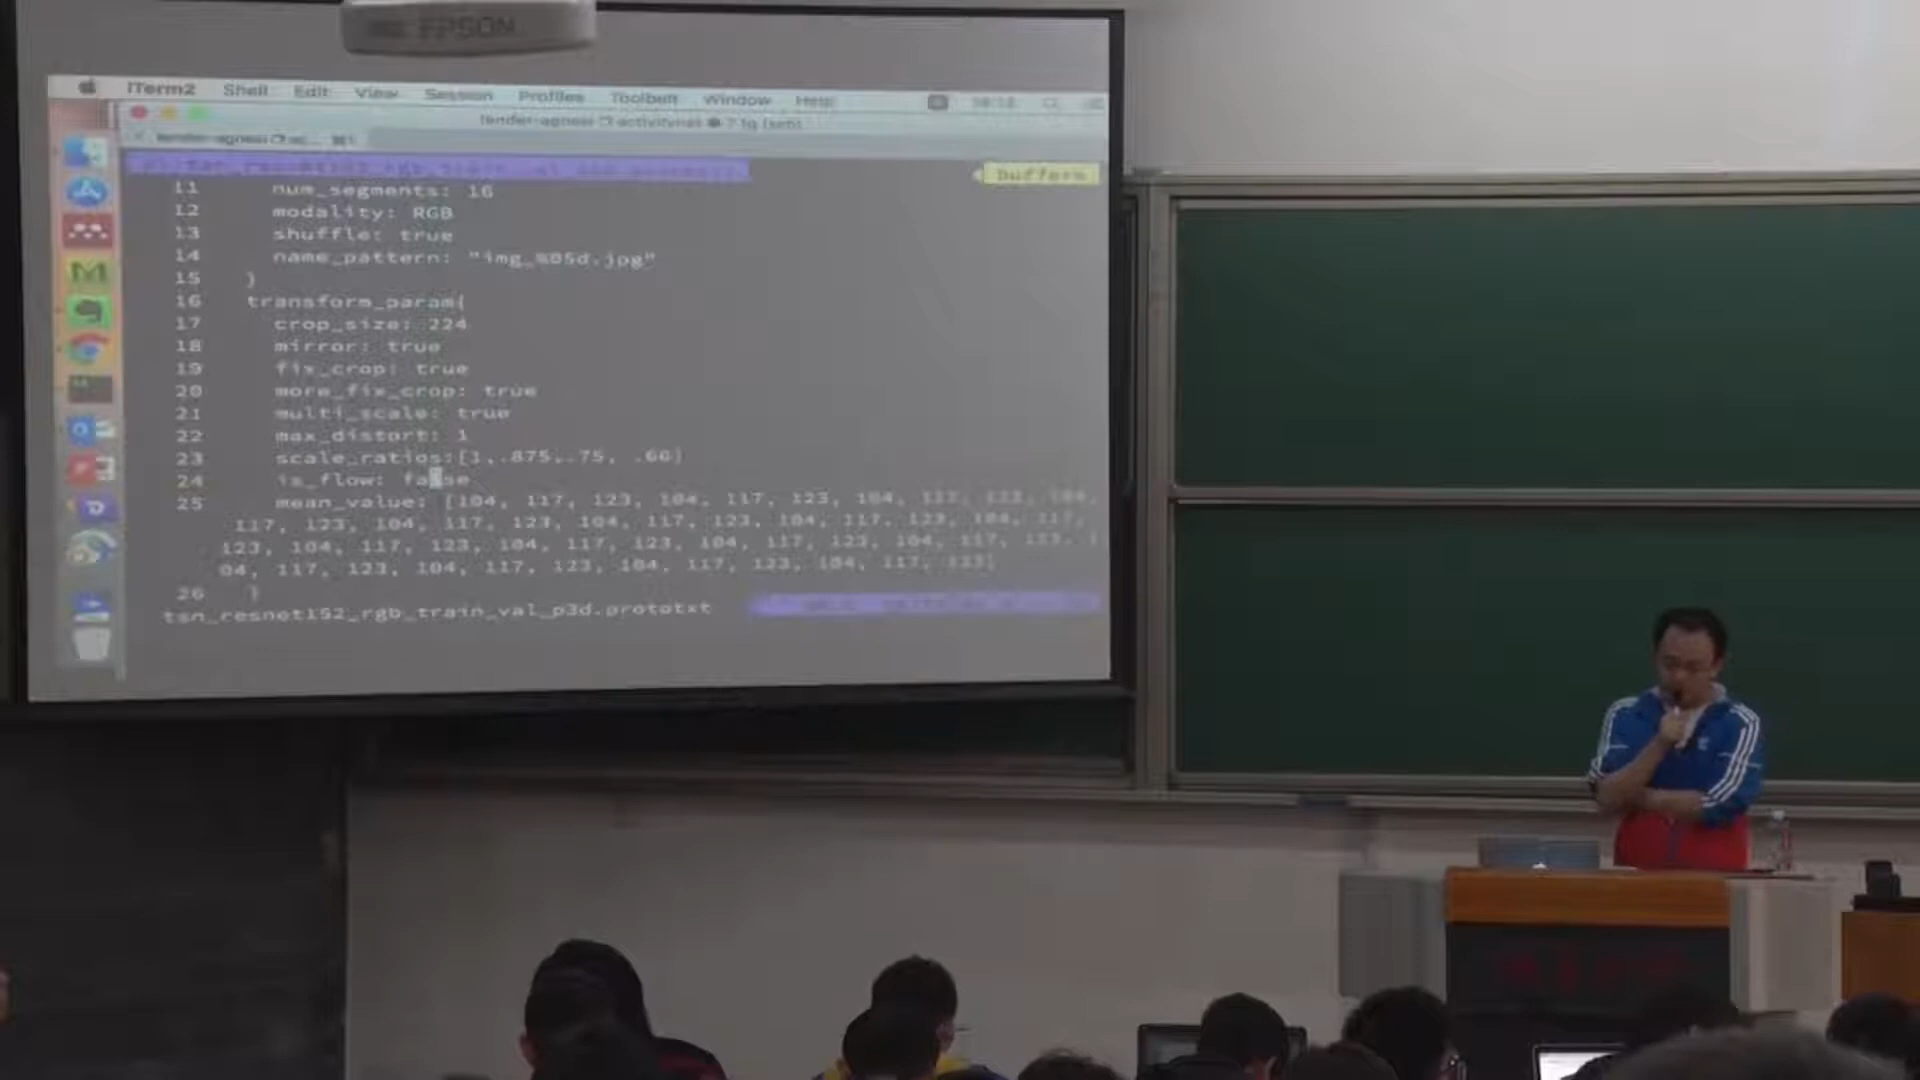 EPSON
iTerm2 Shell Edit View Session Profiles Toolbelt Window Help
buffers
11 num_segments: 16
12 modality: RGB
13 shuffle: true
14 name_pattern: "img_%05d.jpg"
15 }
16 transform_param{
17 crop_size: 224
18 mirror: true
19 fix_crop: true
20 more_fix_crop: true
21 multi_scale: true
22 max_distort: 1
23 scale_ratios:[1,.875,.75, .66]
24 is_flow: false
25 mean_value: [104, 117, 123, 104, 117, 123, 104, 117, 123, 104,
117, 123, 104, 117, 123, 104, 117, 123, 104, 117, 123, 104, 117,
123, 104, 117, 123, 104, 117, 123, 104, 117, 123, 104, 117, 123, 1
04, 117, 123, 104, 117, 123, 104, 117, 123, 104, 117, 123]
26 }
tsn_resnet152_rgb_train_val_p3d.prototxt